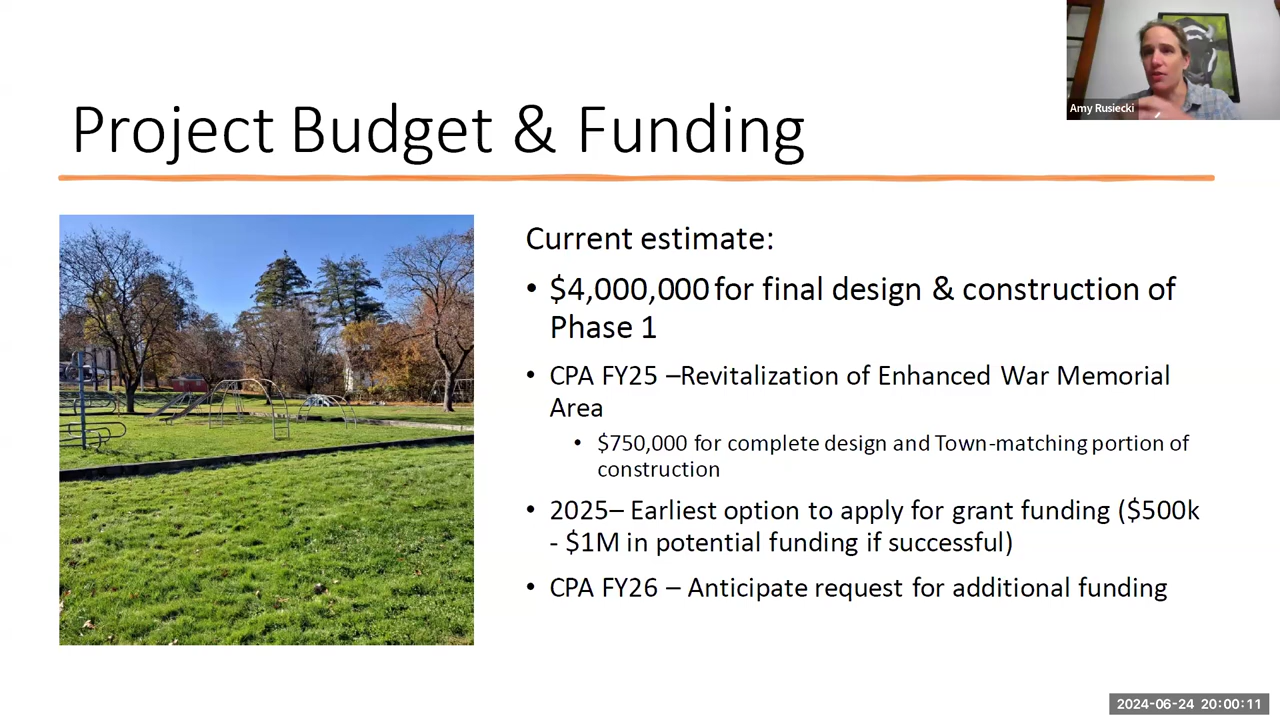 Amy Rusiecki
Project Budget & Funding
Current estimate:
• $4,000,000 for final design & construction of
Phase 1
• CPA FY25 –Revitalization of Enhanced War Memorial
Area
• $750,000 for complete design and Town-matching portion of
construction
• 2025– Earliest option to apply for grant funding ($500k
- $1M in potential funding if successful)
• CPA FY26 – Anticipate request for additional funding
2024-06-24 20:00:11